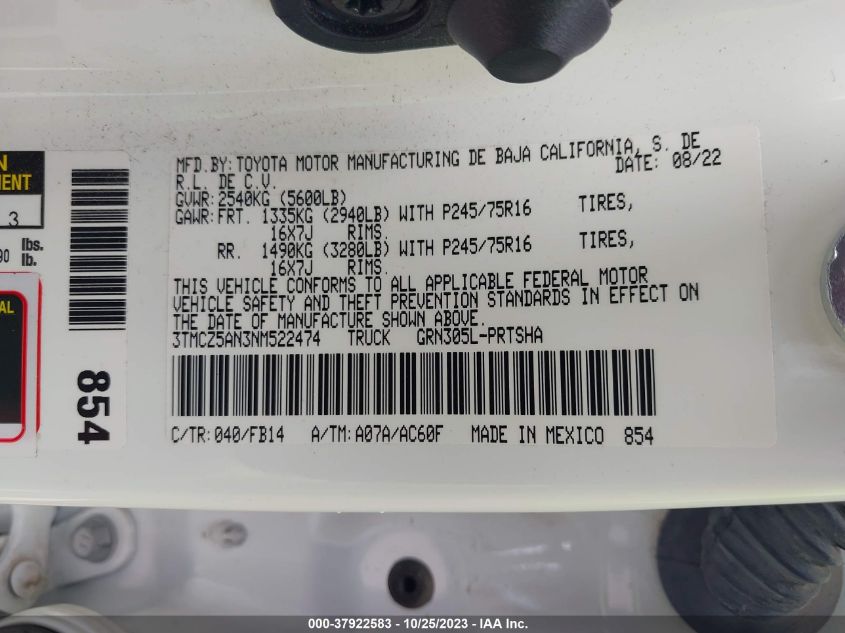 MFD.BY:TOYOTA MOTOR MANUFACTURING DE BAJA CALIFORNIA, S. DE
R.L. DE C.V. DATE: 08/22
GVWR:2540KG (5600LB)
GAWR:FRT. 1335KG (2940LB) WITH P245/75R16 TIRES,
16X7J RIMS.
RR. 1490KG (3280LB) WITH P245/75R16 TIRES,
16X7J RIMS.
THIS VEHICLE CONFORMS TO ALL APPLICABLE FEDERAL MOTOR
VEHICLE SAFETY AND THEFT PREVENTION STANDARDS IN EFFECT ON
THE DATE OF MANUFACTURE SHOWN ABOVE.
3TMCZ5AN3NM522474 TRUCK GRN305L-PRTSHA
C/TR:040/FB14 A/TM:A07A/AC60F MADE IN MEXICO 854
3
lbs.
lb.
854
000-37922583 - 10/25/2023 - IAA Inc.